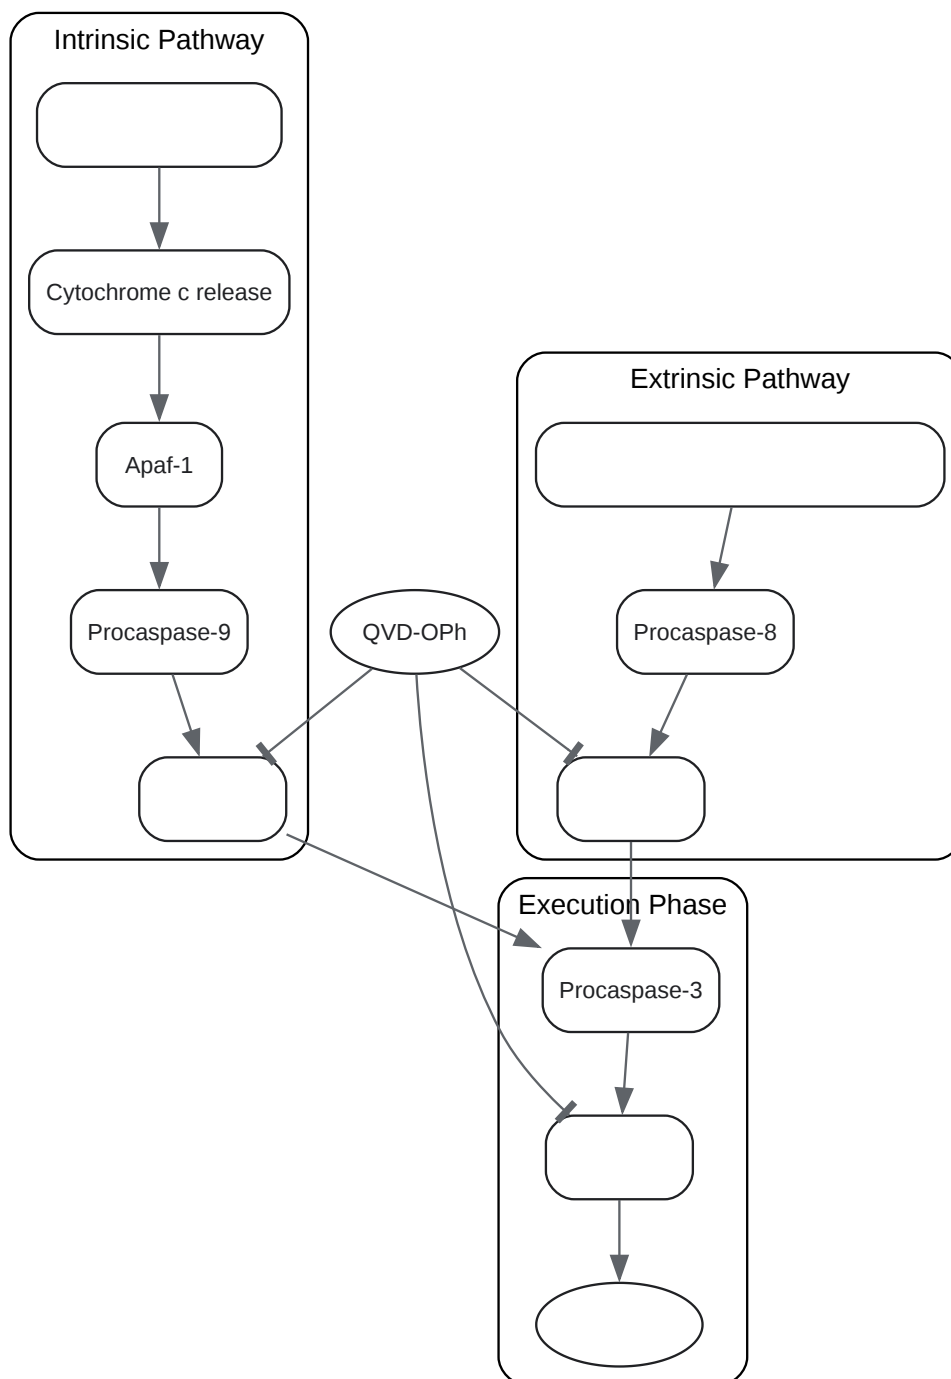 Intrinsic Pathway
Cytochrome c release
Apaf-1
Procaspase-9
QVD-OPh
Extrinsic Pathway
Procaspase-8
Execution Phase
Procaspase-3